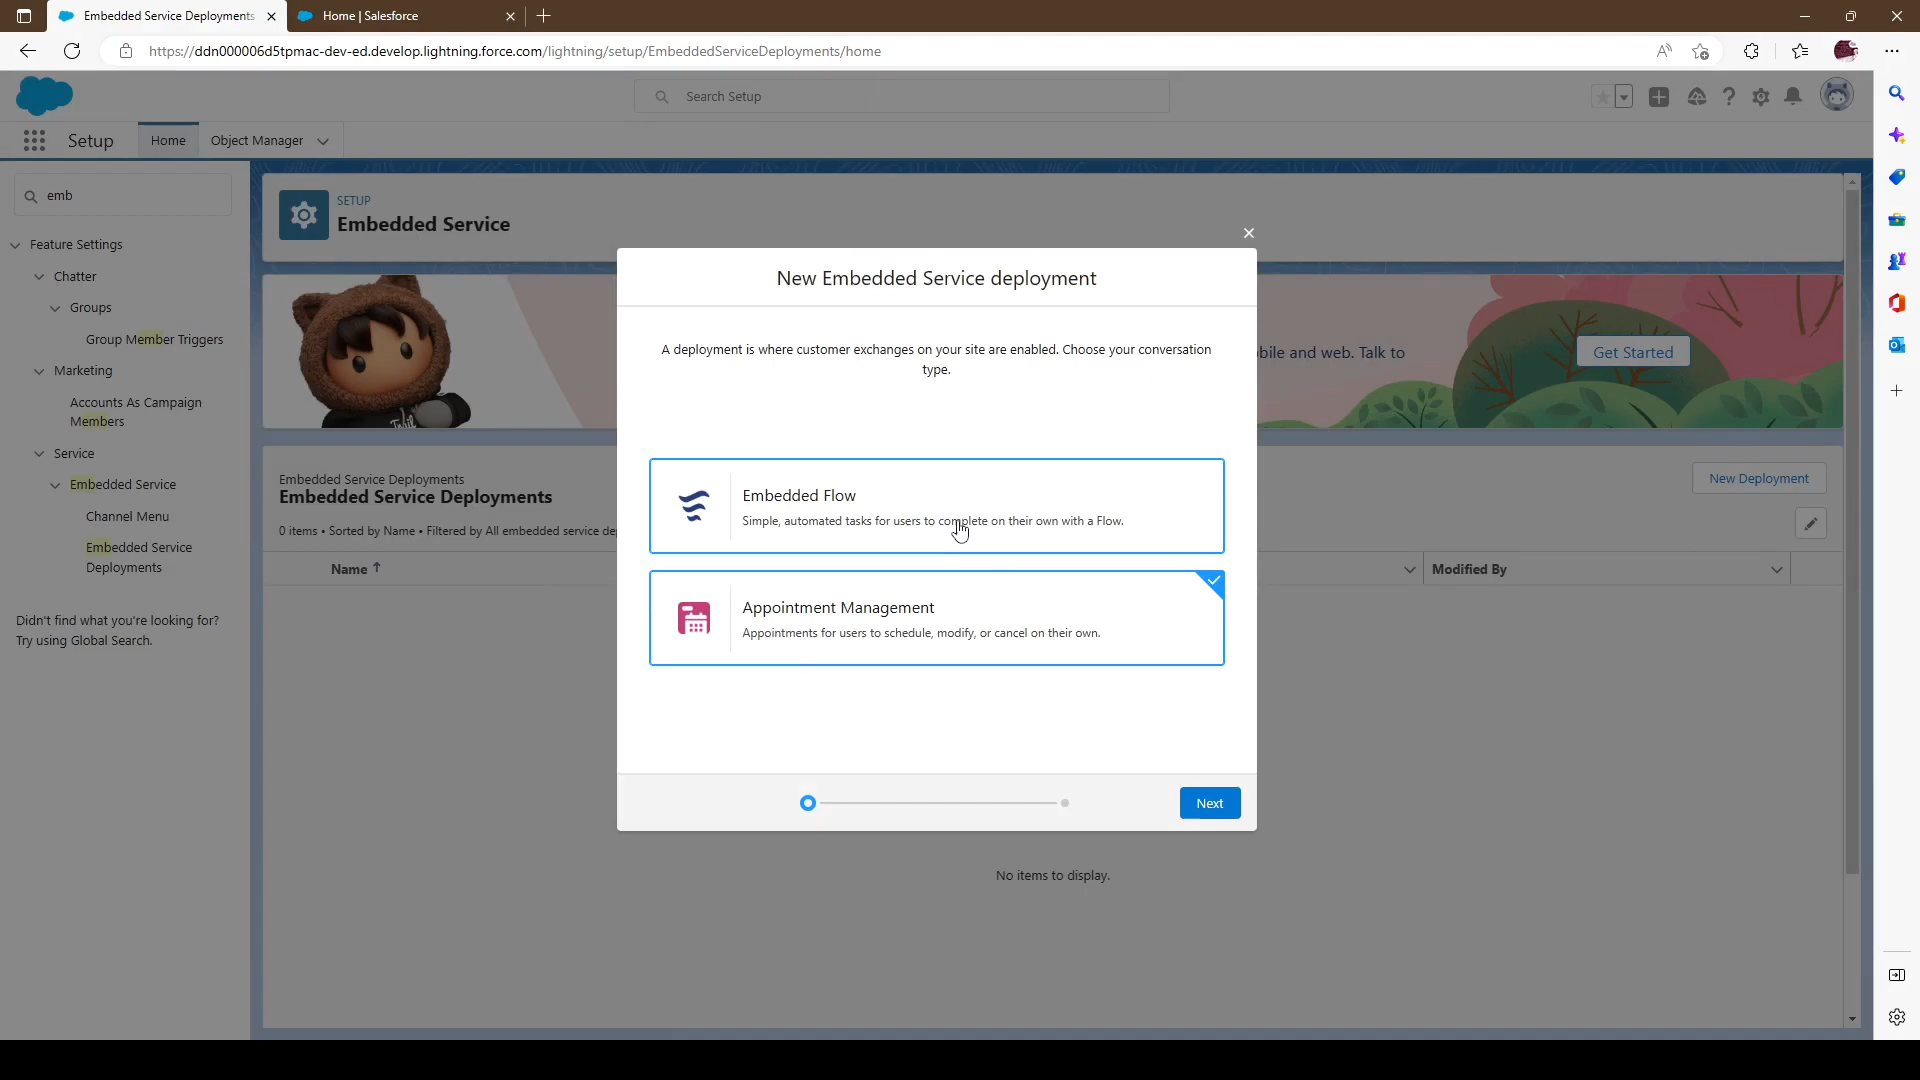 Embedded Service Deployments
Home | Salesforce
https://ddn000006d5tpmac-dev-ed.develop.lightning.force.com/lightning/setup/EmbeddedServiceDeployments/home
Search Setup
Setup
Home
Object Manager
emb
Feature Settings
Chatter
Groups
Group Member Triggers
Marketing
Accounts As Campaign
Members
Service
Embedded Service
Channel Menu
Embedded Service
Deployments
Didn't find what you're looking for?
Try using Global Search.
SETUP
Embedded Service
bile and web. Talk to
Get Started
Embedded Service Deployments
Embedded Service Deployments
0 items • Sorted by Name • Filtered by All embedded service de
New Deployment
Name ↑
Modified By
No items to display.
New Embedded Service deployment
A deployment is where customer exchanges on your site are enabled. Choose your conversation
type.
Embedded Flow
Simple, automated tasks for users to complete on their own with a Flow.
Appointment Management
Appointments for users to schedule, modify, or cancel on their own.
Next